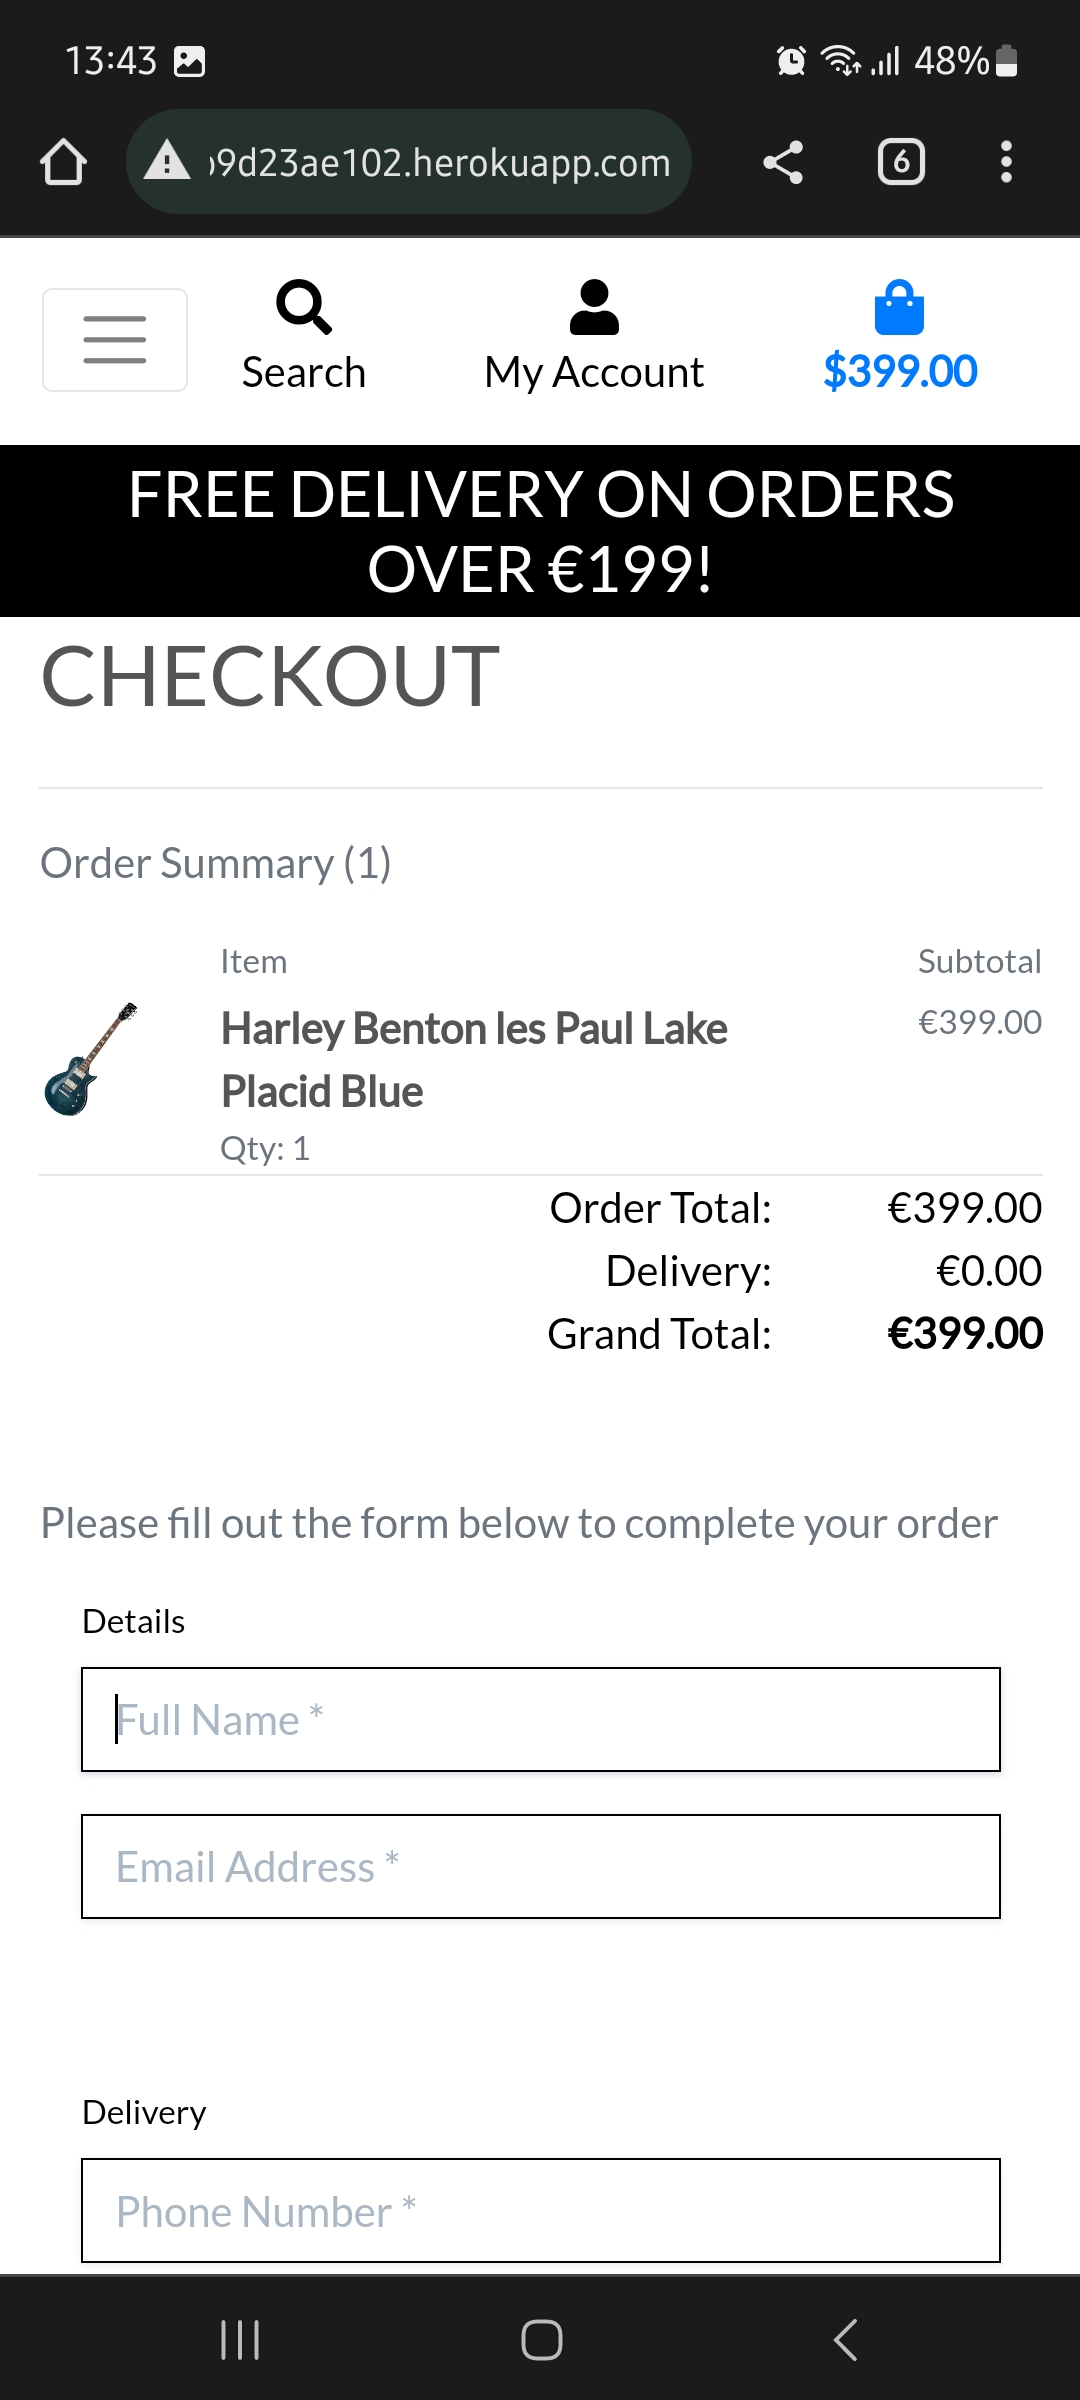 13:43
48%
9d23ae102.herokuapp.com
6
Search
My Account
$399.00
FREE DELIVERY ON ORDERS
OVER €199!
CHECKOUT
Order Summary (1)
Item
Subtotal
Harley Benton les Paul Lake
€399.00
Placid Blue
Qty: 1
Order Total: €399.00
Delivery: €0.00
Grand Total: €399.00
Please fill out the form below to complete your order
Details
Full Name *
Email Address *
Delivery
Phone Number *